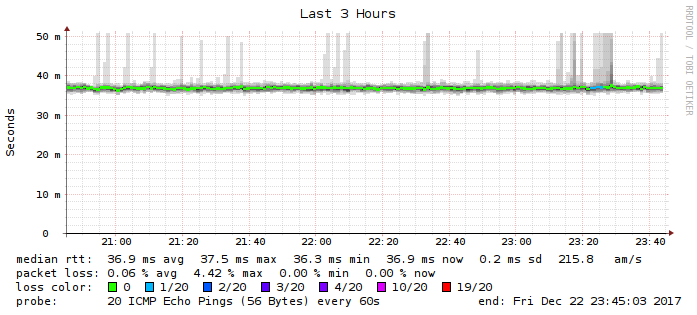 Last 3 Hours
RRDTOOL / TOBI OETIKER
Seconds
50 m
40 m
30 m
20 m
10 m
0
21:00 21:20 21:40 22:00 22:20 22:40 23:00 23:20 23:40
median rtt: 36.9 ms avg 37.5 ms max 36.3 ms min 36.9 ms now 0.2 ms sd 215.8 am/s
packet loss: 0.06 % avg 4.42 % max 0.00 % min 0.00 % now
loss color: 0 1/20 2/20 3/20 4/20 10/20 19/20
probe: 20 ICMP Echo Pings (56 Bytes) every 60s end: Fri Dec 22 23:45:03 2017